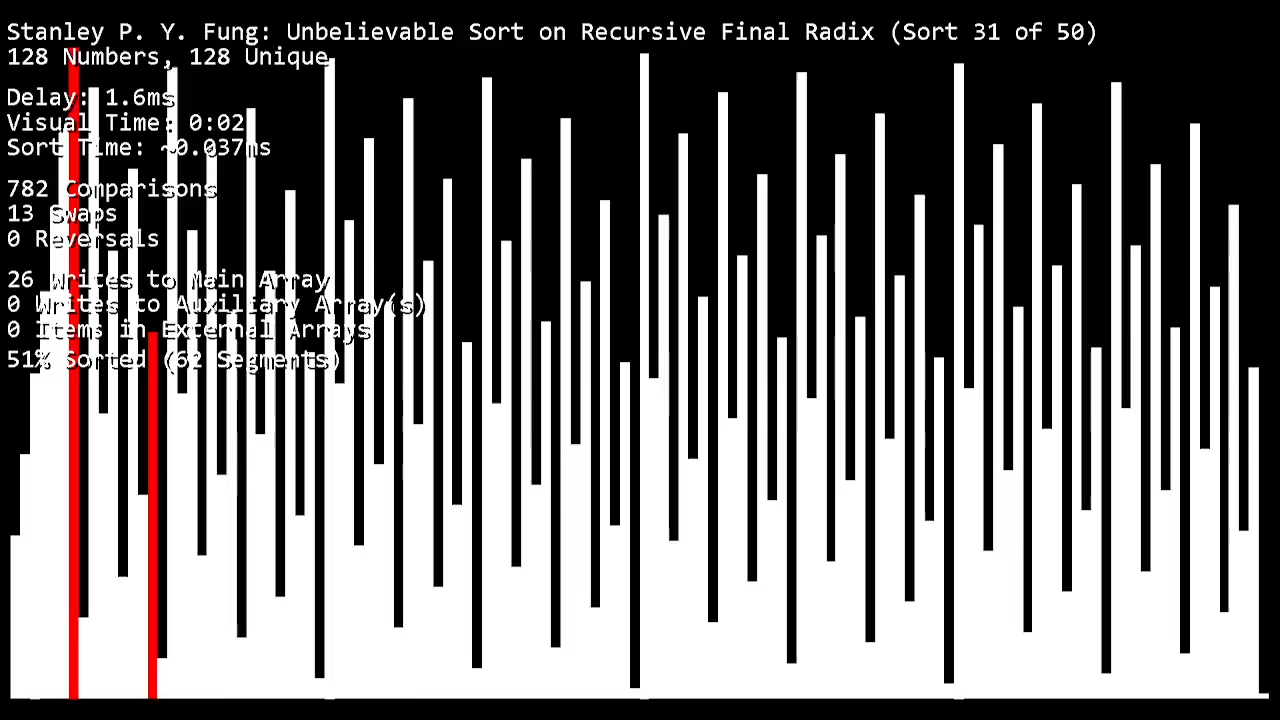 Stanley P. Y. Fung: Unbelievable Sort on Recursive Final Radix (Sort 31 of 50)
128 Numbers, 128 Unique
Delay: 1.6ms
Visual Time: 0:02
Sort Time: ~0.037ms
782 Comparisons
13 Swaps
0 Reversals
26 Writes to Main Array
0 Writes to Auxiliary Array(s)
0 Items in External Arrays
51% Sorted (62 Segments)